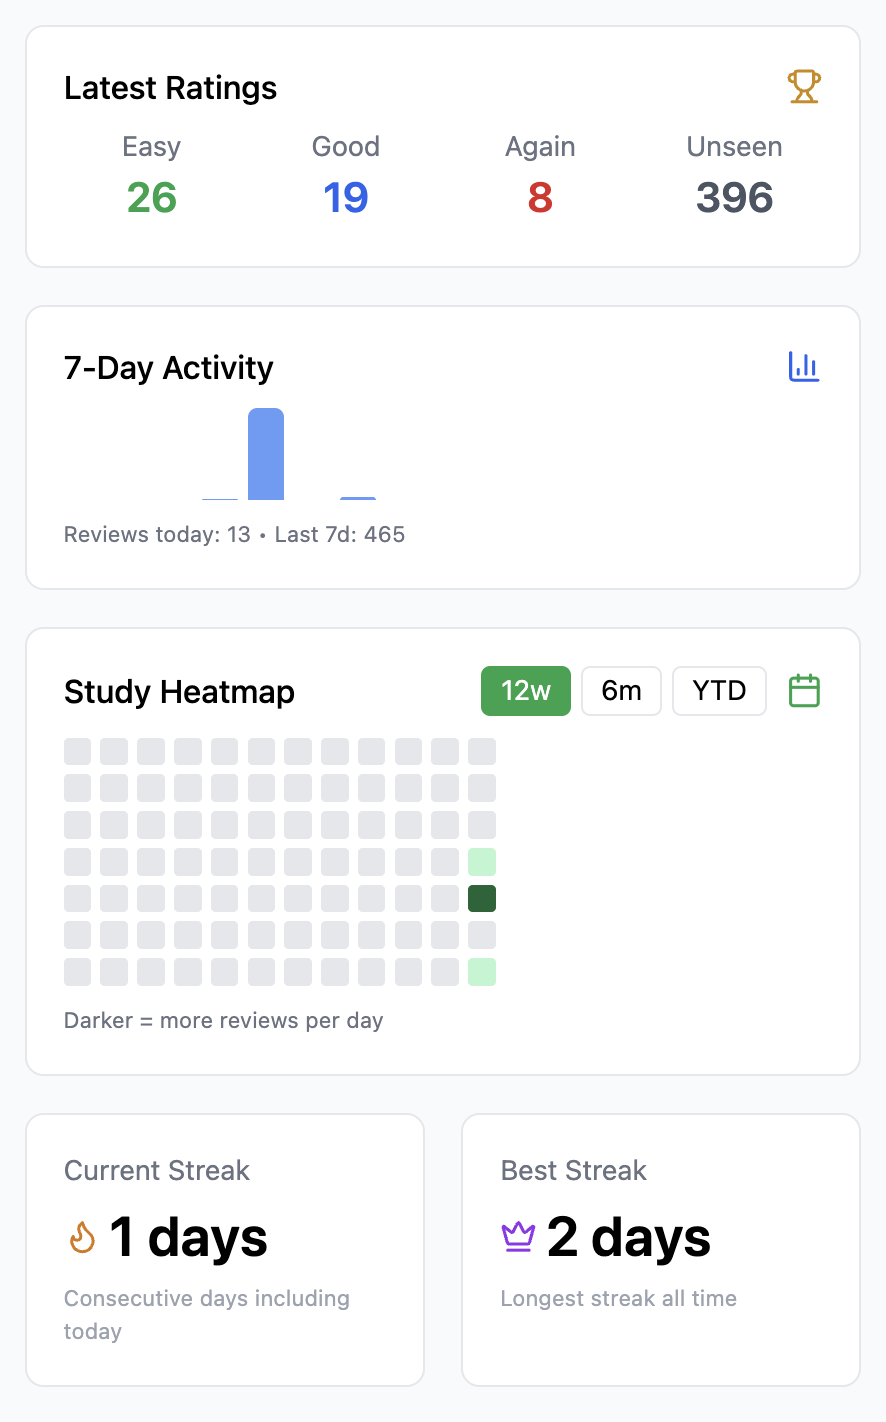 Latest Ratings
Easy Good Again Unseen
26 19 8 396
7-Day Activity
Reviews today: 13 • Last 7d: 465
Study Heatmap 12w 6m YTD
Darker = more reviews per day
Current Streak
1 days
Consecutive days including
today
Best Streak
2 days
Longest streak all time